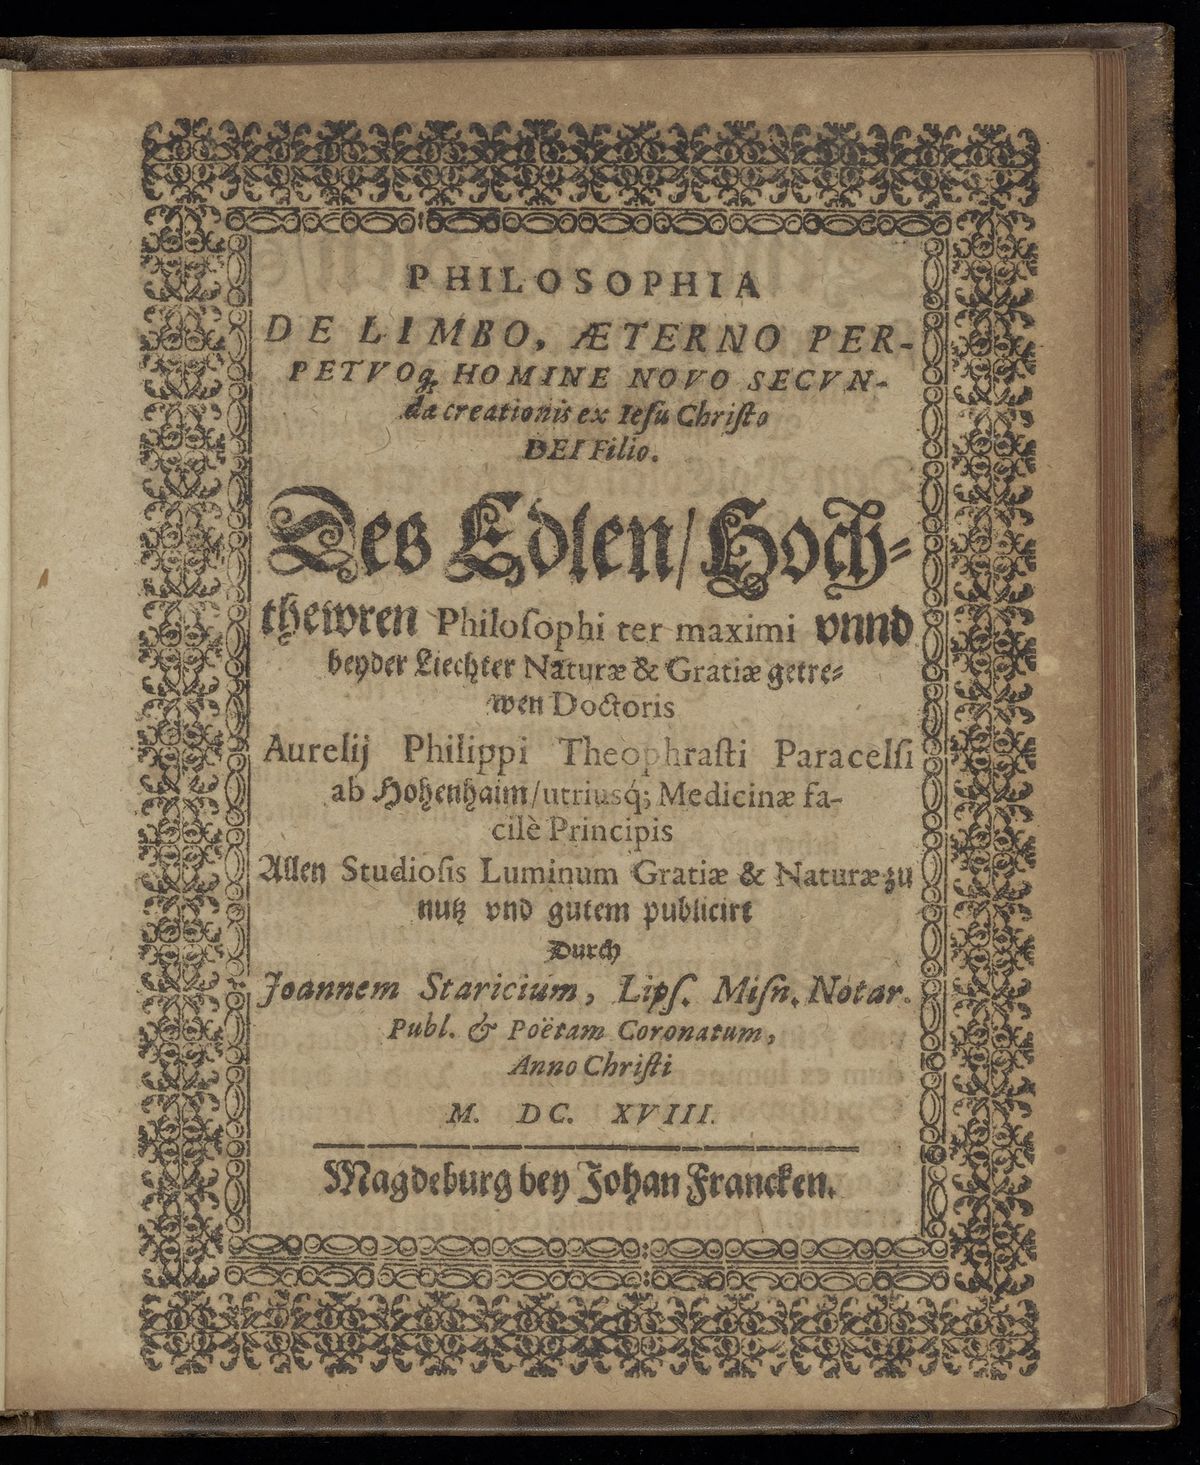 PHILOSOPHIA
DE LIMBO, ÆTERNO PER-
PETVOq́; HOMINE NOVO SECVN-
dæ creationis ex Iesu Chriſto
DEI Filio.
Des Edlen/ Hoch-
thewren Philoſophi ter maximi vnnd
beyder Liechter Naturæ & Gratiæ getre-
wen Doctoris
Aurelij Philippi Theophraſti Paracelſi
ab Hohenhaim/ utriusq́; Medicinæ fa-
cilè Principis
Allen Studioſis Luminum Gratiæ & Naturæ zu
nutz vnd gutem publicirt
Durch
Joannem Staricium, Lipſ. Miſn. Notar.
Publ. & Poëtam Coronatum,
Anno Chriſti
M. DC. XVIII.
Magdeburg bey Johan Francken.